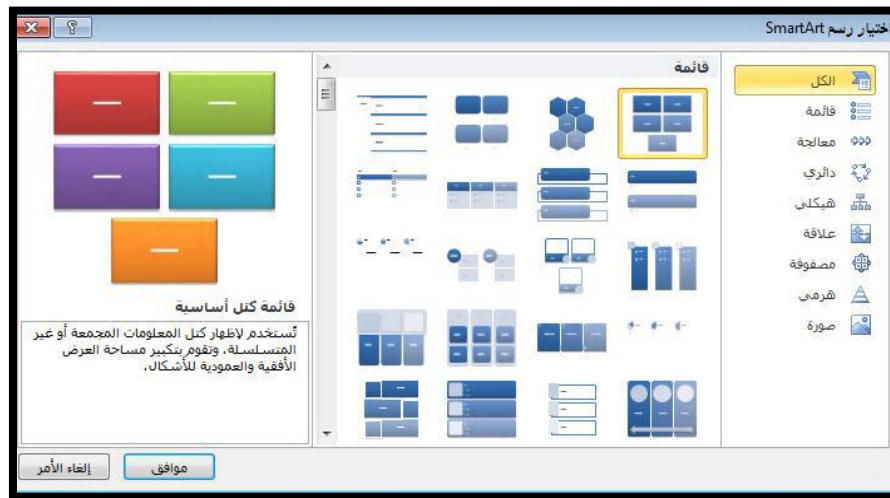 ختيار رسم SmartArt
الكل
قائمة
معالجة
دائري
هيكلي
علاقة
مصفوفة
هرمي
صورة
قائمة
قائمة كتل أساسية
تُستخدم لإظهار كتل المعلومات المجمعة أو غير
المتسلسلة. وتقوم بتكبير مساحة العرض
الأفقية والعمودية للأشكال.
موافق
إلغاء الأمر